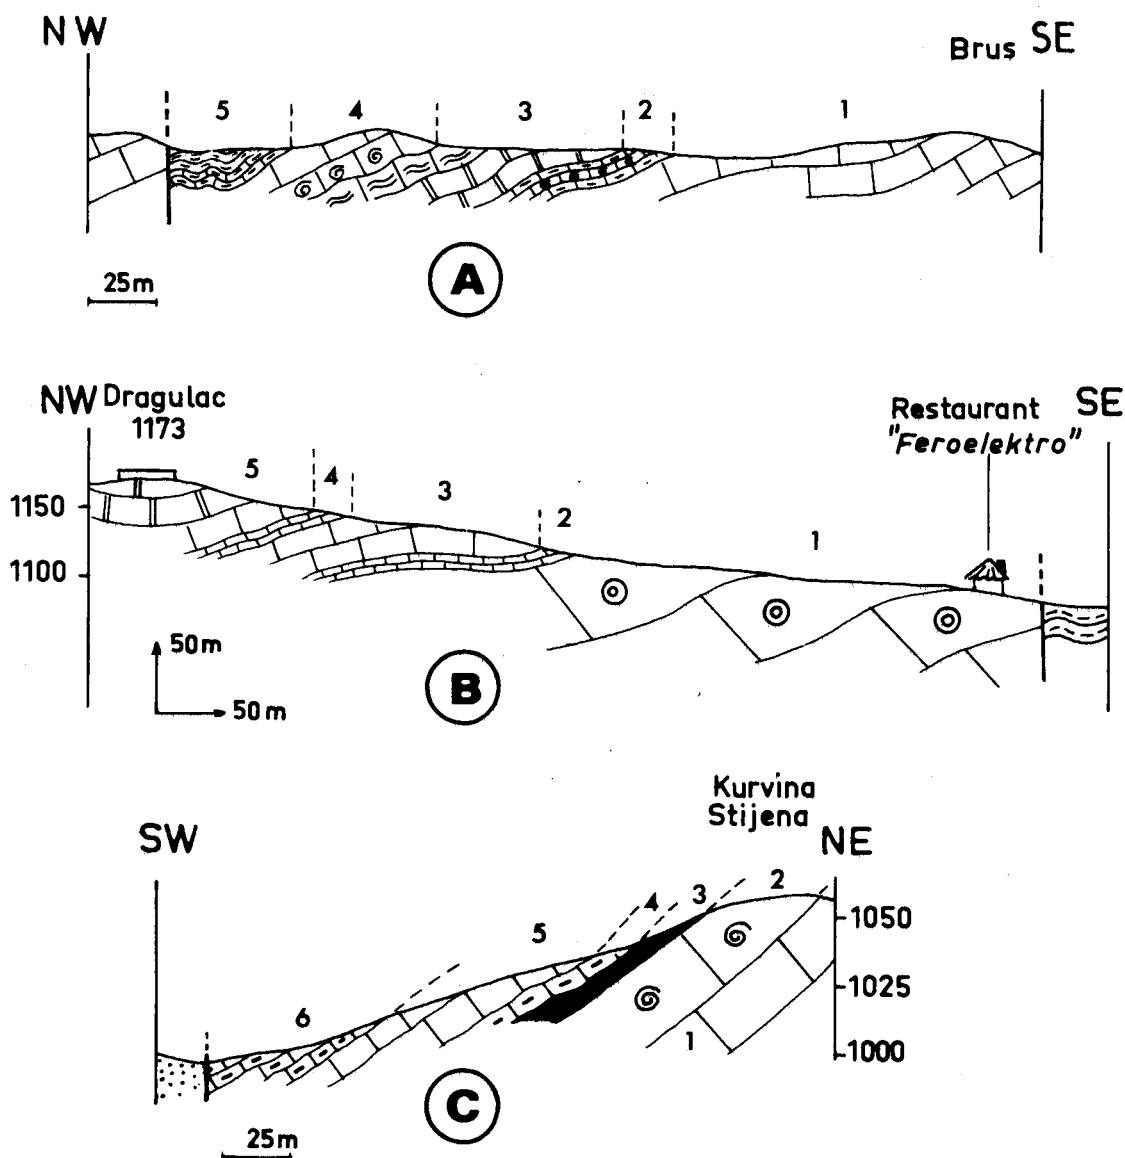 NW
Brus SE
5 4 3 2 1
25m
A
NW Dragulac
1173
Restaurant
"Feroelektro"
SE
5 4 3 2 1
1150
1100
50m
50m
B
Kurvina
Stijena
SW
NE
6 5 4 3 2
1
1050
1025
1000
C
25m